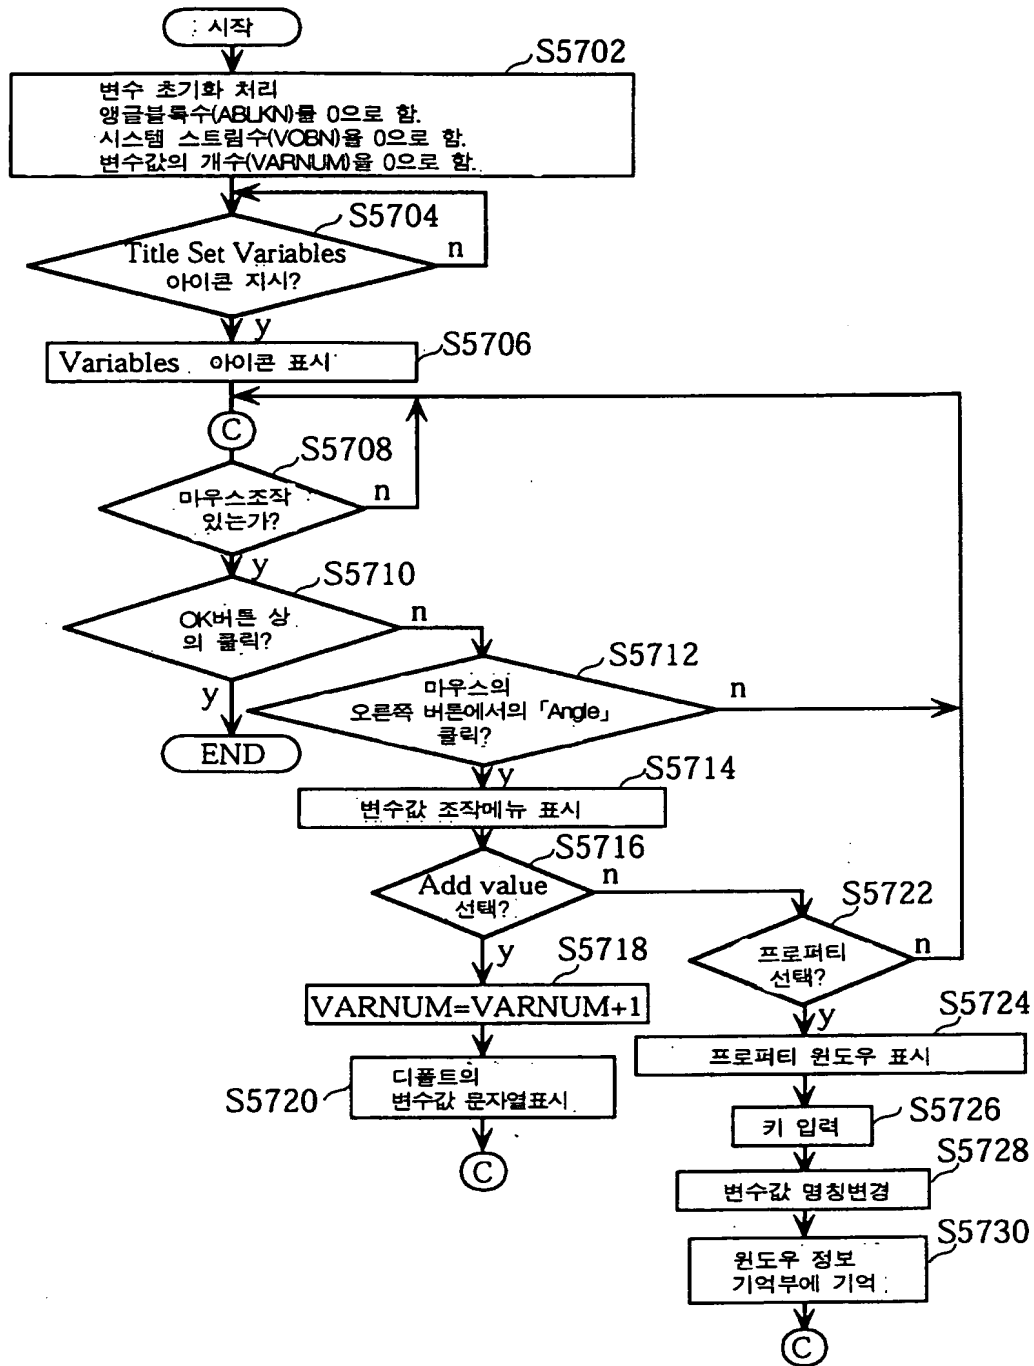 시작
S5702
변수 초기화 처리
앵글블록수(ABLKN)를 0으로 함.
시스템 스트림수(VOBN)을 0으로 함.
변수값의 개수(VARNUM)을 0으로 함.
S5704
Title Set Variables
아이콘 지시?
n
y
S5706
Variables 아이콘 표시
C
S5708
마우스조작
있는가?
n
y
S5710
OK버튼 상
의 클릭?
n
y
END
S5712
마우스의
오른쪽 버튼에서의「Angle」
클릭?
n
y
S5714
변수값 조작메뉴 표시
S5716
Add value
선택?
n
y
S5718
VARNUM=VARNUM+1
S5720
디폴트의
변수값 문자열표시
C
S5722
프로퍼티
선택?
n
y
S5724
프로퍼티 윈도우 표시
S5726
키 입력
S5728
변수값 명칭변경
S5730
윈도우 정보
기억부에 기억
C